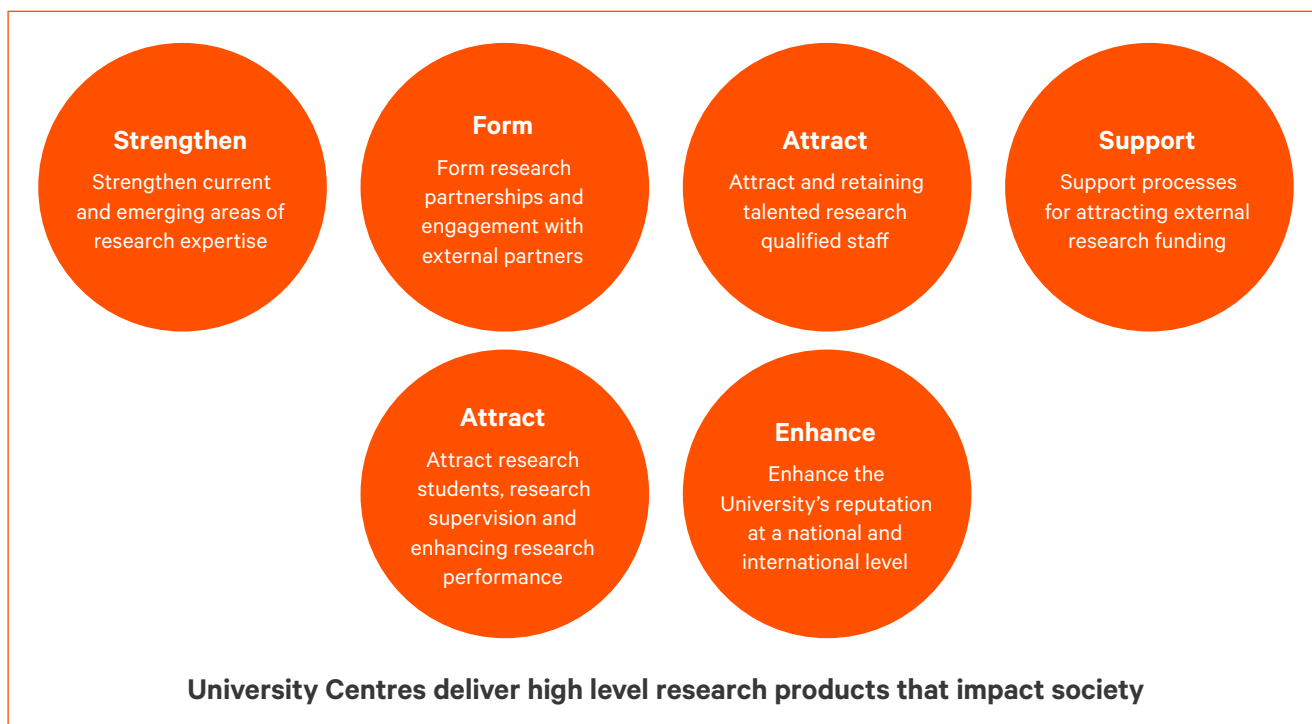 Strengthen
Strengthen current
and emerging areas of
research expertise
Form
Form research
partnerships and
engagement with
external partners
Attract
Attract and retaining
talented research
qualified staff
Support
Support processes
for attracting external
research funding
Attract
Attract research
students, research
supervision and
enhancing research
performance
Enhance
Enhance the
University’s reputation
at a national and
international level
University Centres deliver high level research products that impact society